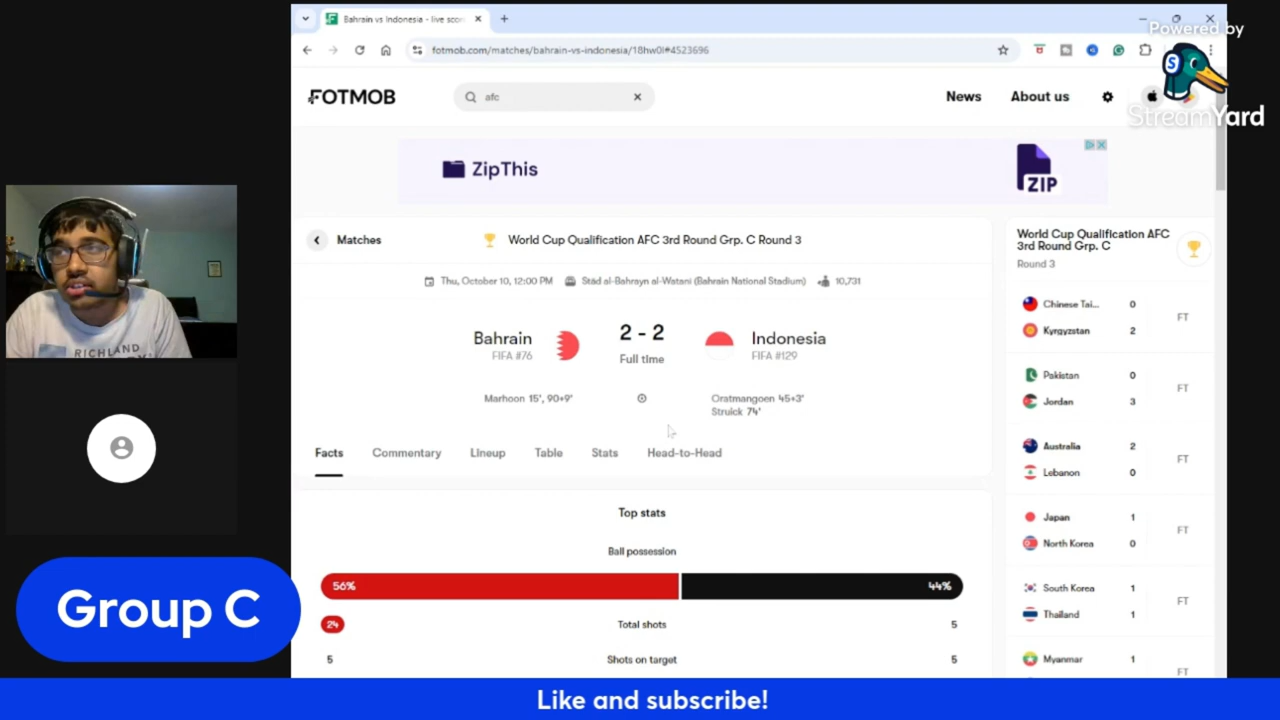 Bahrain vs Indonesia - live scor
fotmob.com/matches/bahrain-vs-indonesia/18hw0l#4523696
Powered by
S
StreamYard
FOTMOB
afc
News
About us
ZipThis
ZIP
Matches
World Cup Qualification AFC 3rd Round Grp. C Round 3
Thu, October 10, 12:00 PM
Stād al-Bahrayn al-Watani (Bahrain National Stadium)
10,731
Bahrain
FIFA #76
2 - 2
Full time
Indonesia
FIFA #129
Marhoon 15', 90+9'
Oratmangoen 45+3'
Struick 74'
Facts
Commentary
Lineup
Table
Stats
Head-to-Head
Top stats
Ball possession
56%
44%
24
Total shots
5
5
Shots on target
5
World Cup Qualification AFC
3rd Round Grp. C
Round 3
Chinese Tai... 0
FT
Kyrgyzstan 2
Pakistan 0
FT
Jordan 3
Australia 2
FT
Lebanon 0
Japan 1
FT
North Korea 0
South Korea 1
FT
Thailand 1
Myanmar 1
FT
RICHLAND
Group C
Like and subscribe!